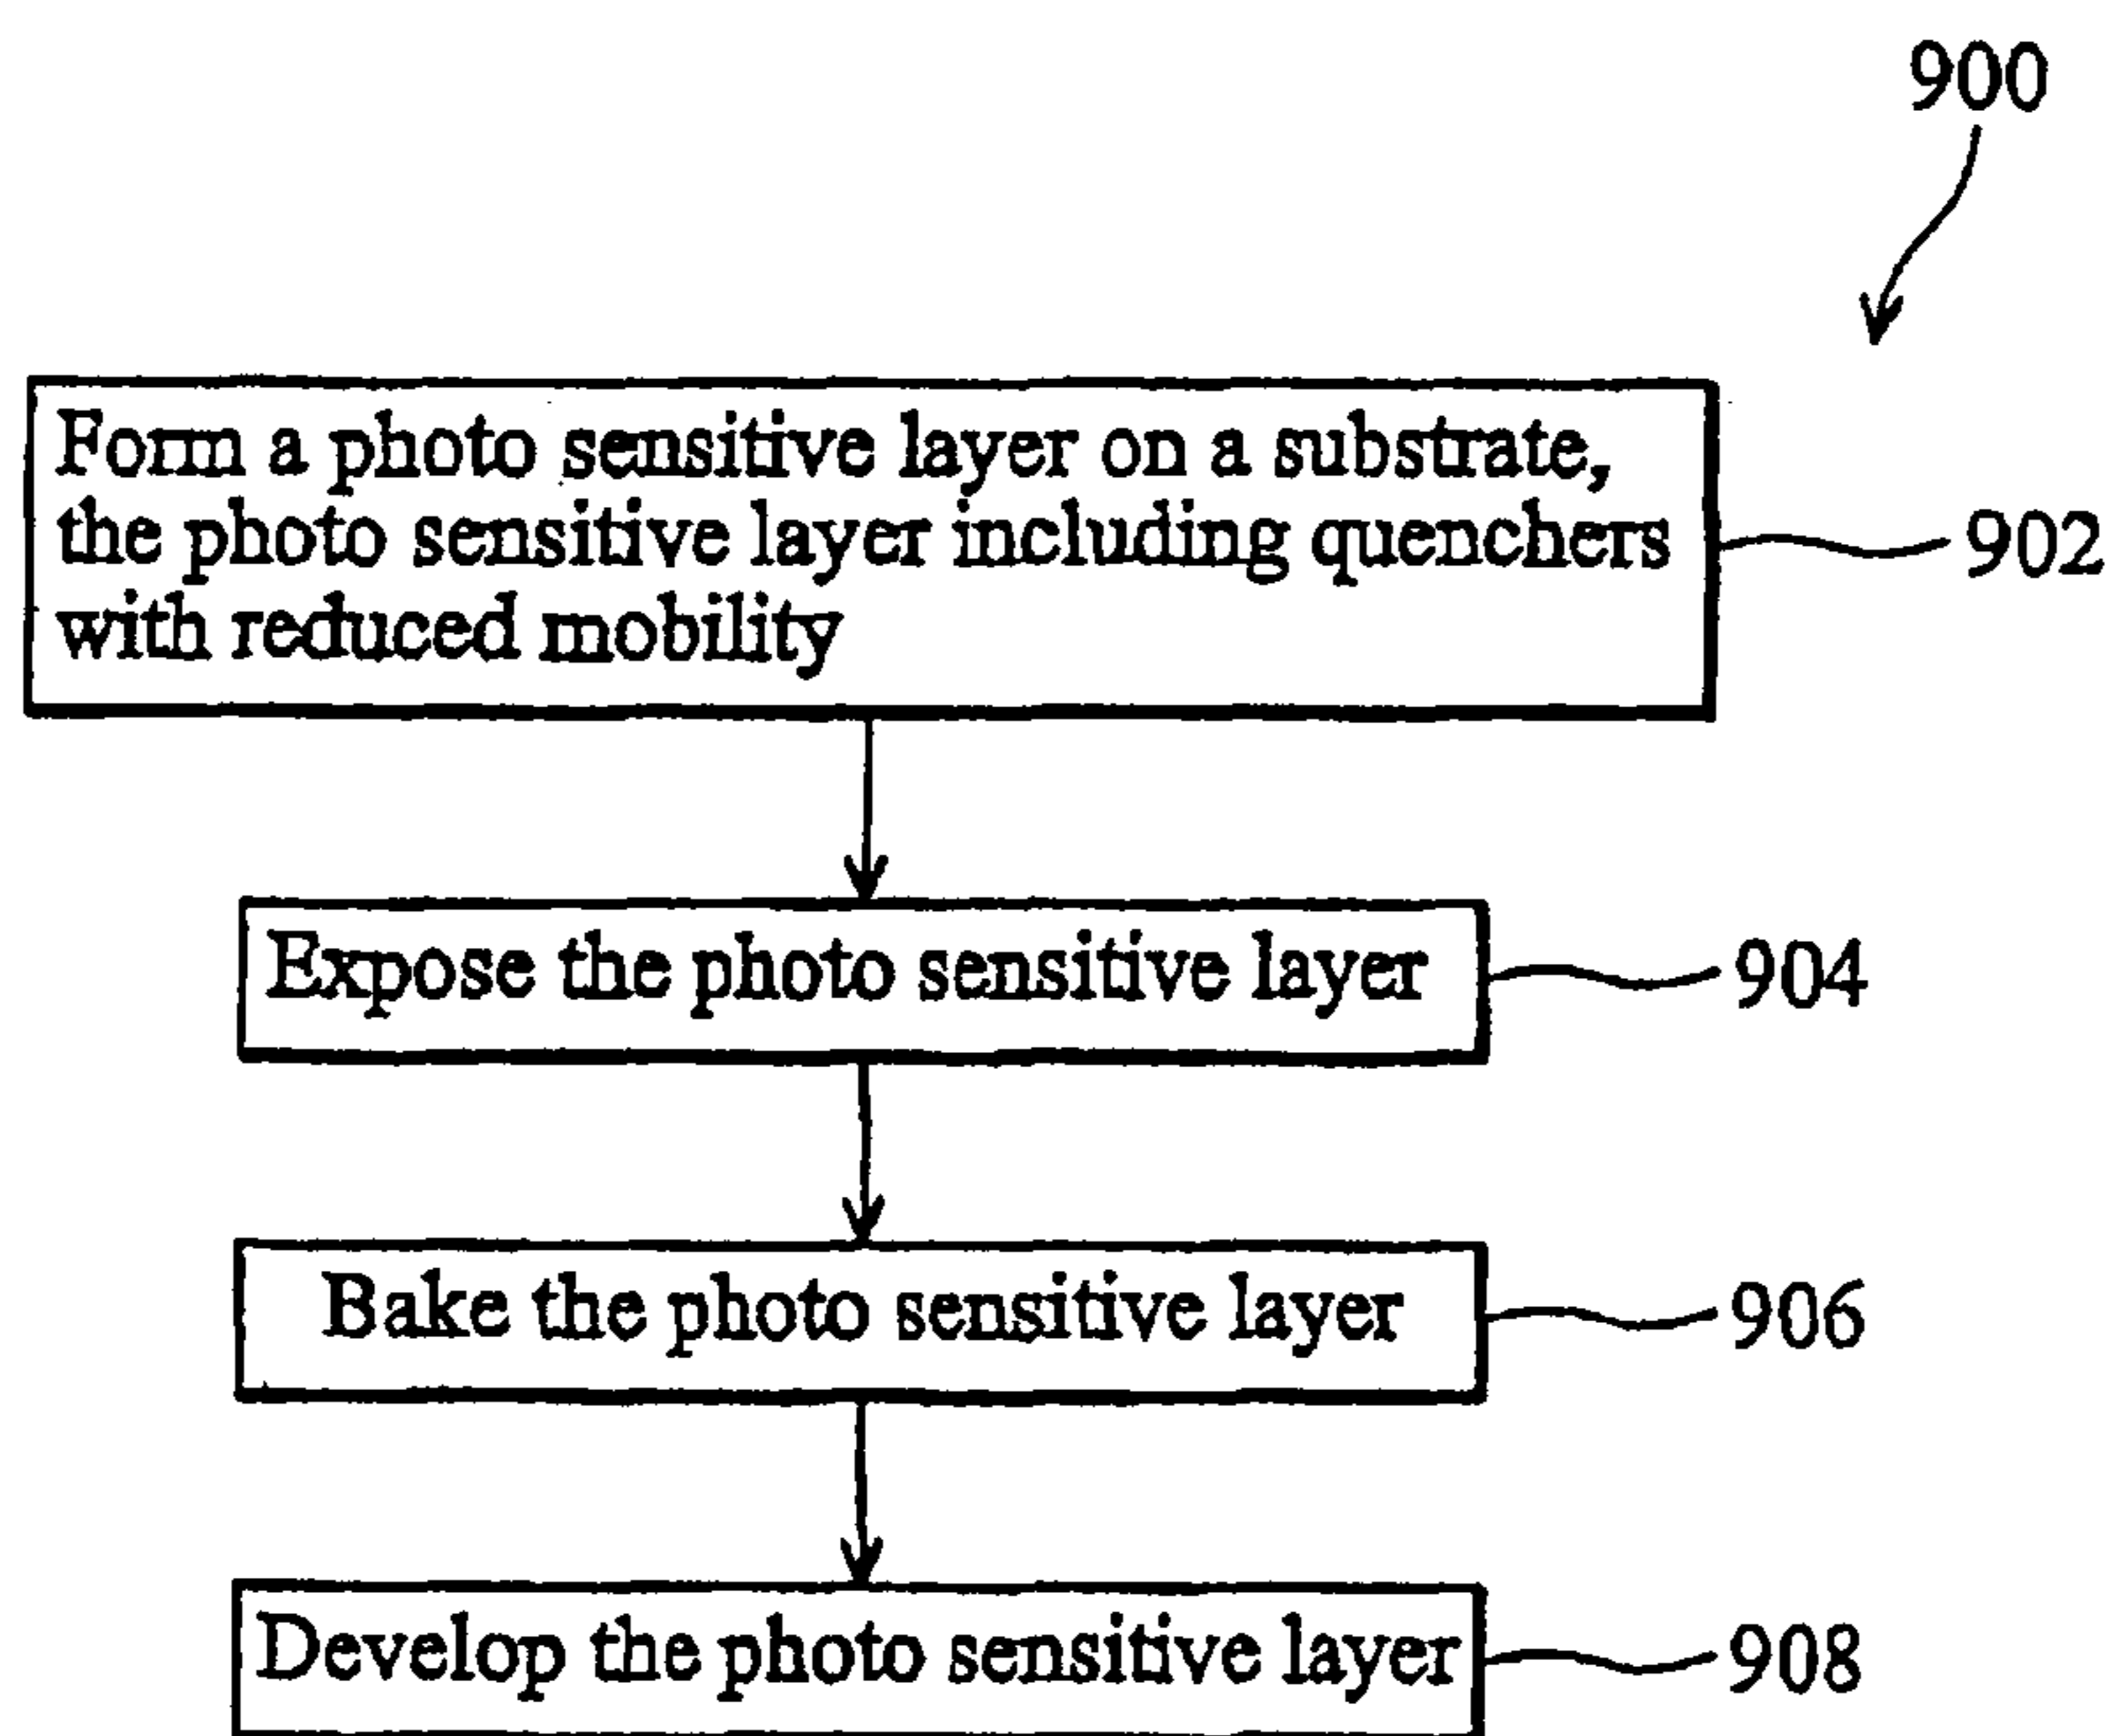 900
Form a photo sensitive layer on a substrate,
the photo sensitive layer including quenchers
with reduced mobility
902
Expose the photo sensitive layer
904
Bake the photo sensitive layer
906
Develop the photo sensitive layer
908